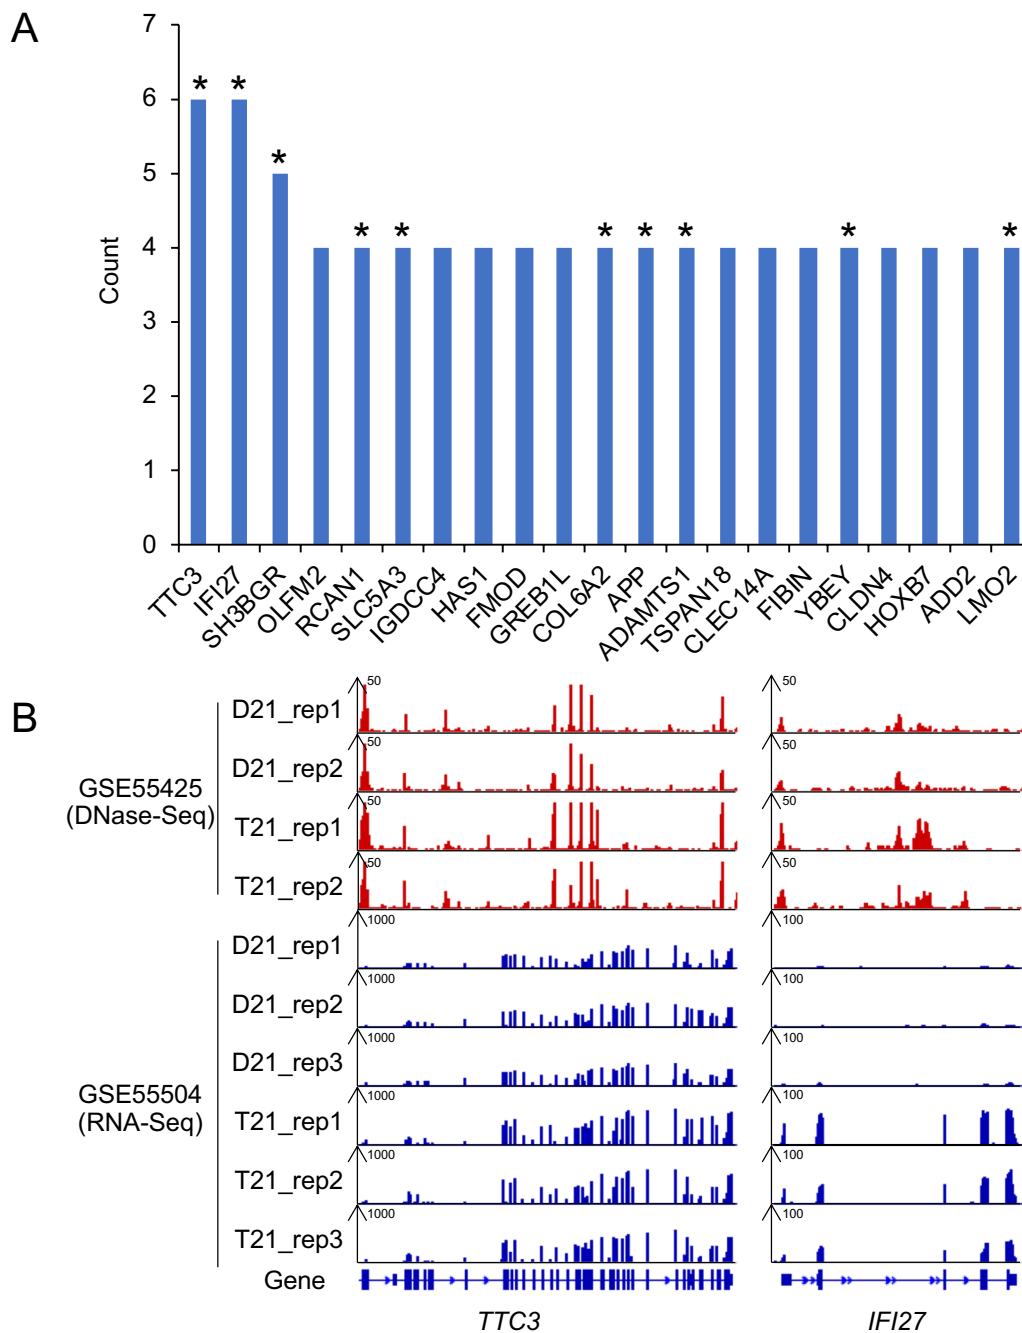 A
7
6
5
4
3
2
1
0
Count
* * * * * * * * * *
TTC3
IFI27
SH3BGR
OLFM2
RCAN1
SLC5A3
IGDCC4
HAS1
FMOD
GREB1L
COL6A2
APP
ADAMTS1
TSPAN18
CLEC14A
FIBIN
YBEY
CLDN4
HOXB7
ADD2
LMO2
B
GSE55425
(DNase-Seq)
D21_rep1 50 50
D21_rep2 50 50
T21_rep1 50 50
T21_rep2 50 50
GSE55504
(RNA-Seq)
D21_rep1 1000 100
D21_rep2 1000 100
D21_rep3 1000 100
T21_rep1 1000 100
T21_rep2 1000 100
T21_rep3 1000 100
Gene
TTC3 IFI27